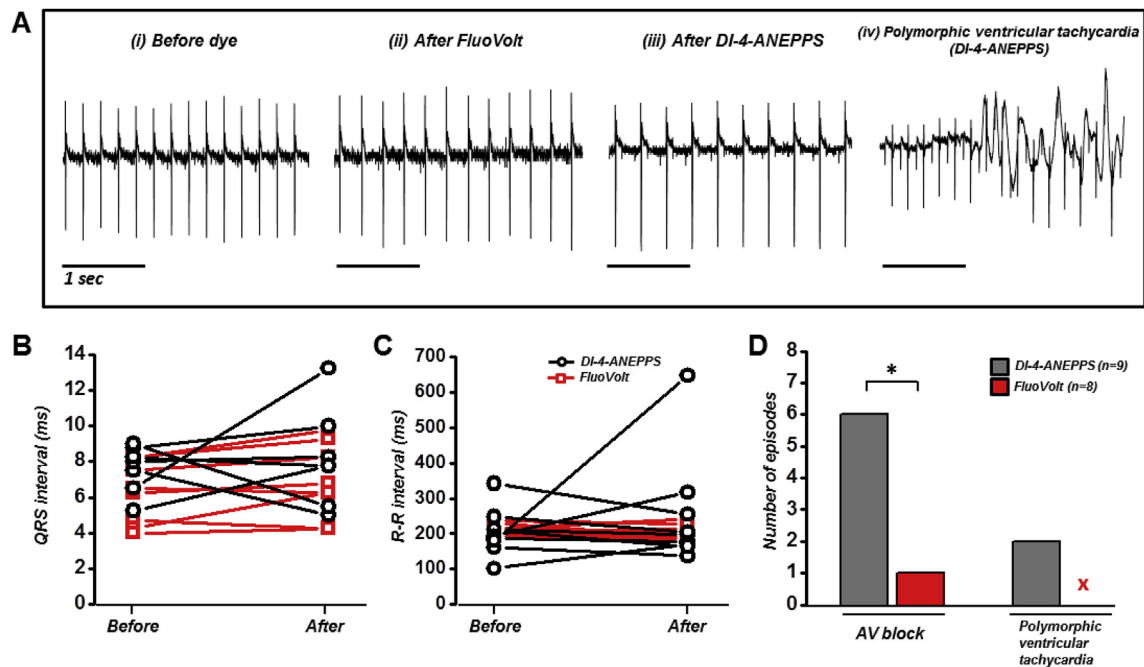 A
(i) Before dye
(ii) After FluoVolt
(iii) After DI-4-ANEPPS
(iv) Polymorphic ventricular tachycardia
(DI-4-ANEPPS)
1 sec
B
QRS interval (ms)
14
12
10
8
6
4
2
0
Before
After
C
R-R interval (ms)
700
600
500
400
300
200
100
0
DI-4-ANEPPS
FluoVolt
Before
After
D
Number of episodes
8
7
6
5
4
3
2
1
0
*
DI-4-ANEPPS (n=9)
FluoVolt (n=8)
x
AV block
Polymorphic
ventricular
tachycardia